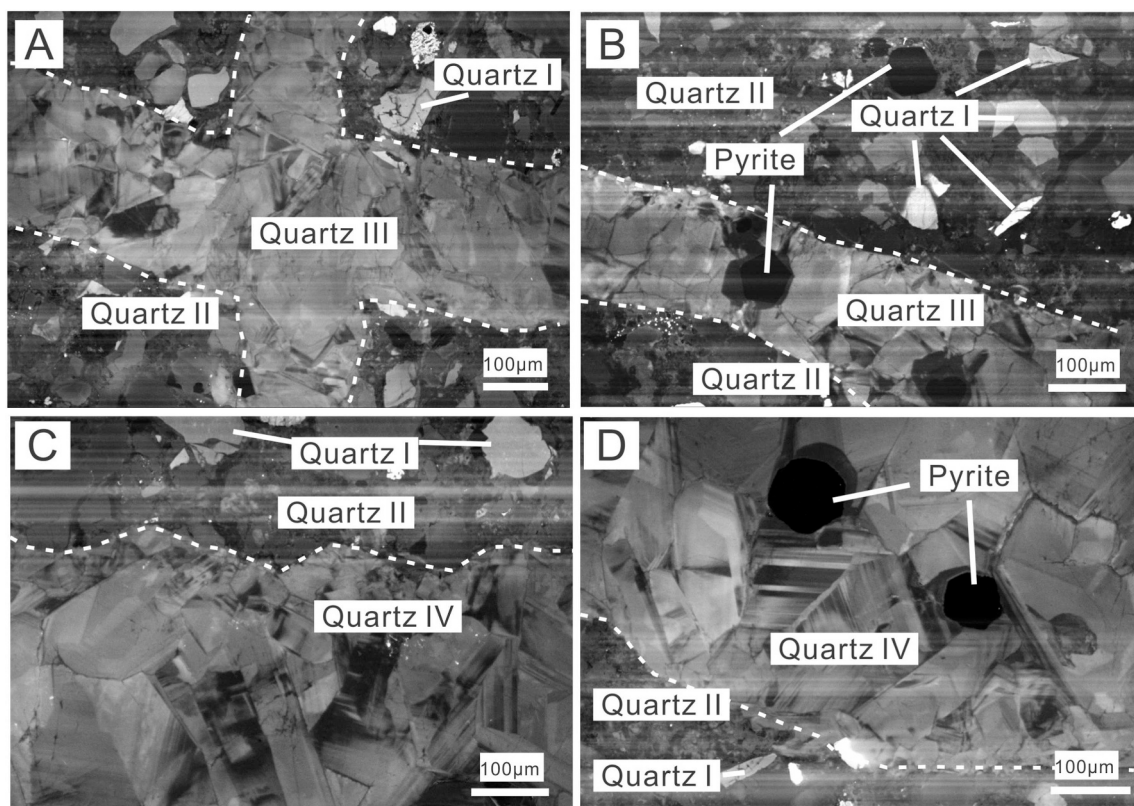 A
Quartz I
Quartz III
Quartz II
100μm
B
Quartz II
Quartz I
Pyrite
Quartz III
Quartz II
100μm
C
Quartz I
Quartz II
Quartz IV
100μm
D
Pyrite
Quartz IV
Quartz II
Quartz I
100μm